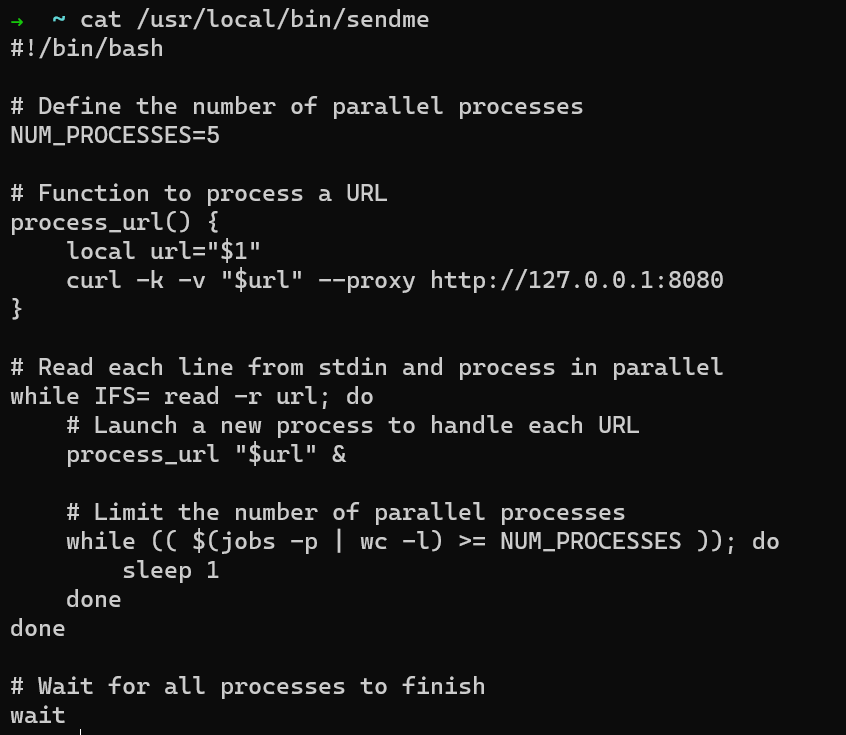 →  ~ cat /usr/local/bin/sendme
#!/bin/bash

# Define the number of parallel processes
NUM_PROCESSES=5

# Function to process a URL
process_url() {
    local url="$1"
    curl -k -v "$url" --proxy http://127.0.0.1:8080
}

# Read each line from stdin and process in parallel
while IFS= read -r url; do
    # Launch a new process to handle each URL
    process_url "$url" &

    # Limit the number of parallel processes
    while (( $(jobs -p | wc -l) >= NUM_PROCESSES )); do
        sleep 1
    done
done

# Wait for all processes to finish
wait